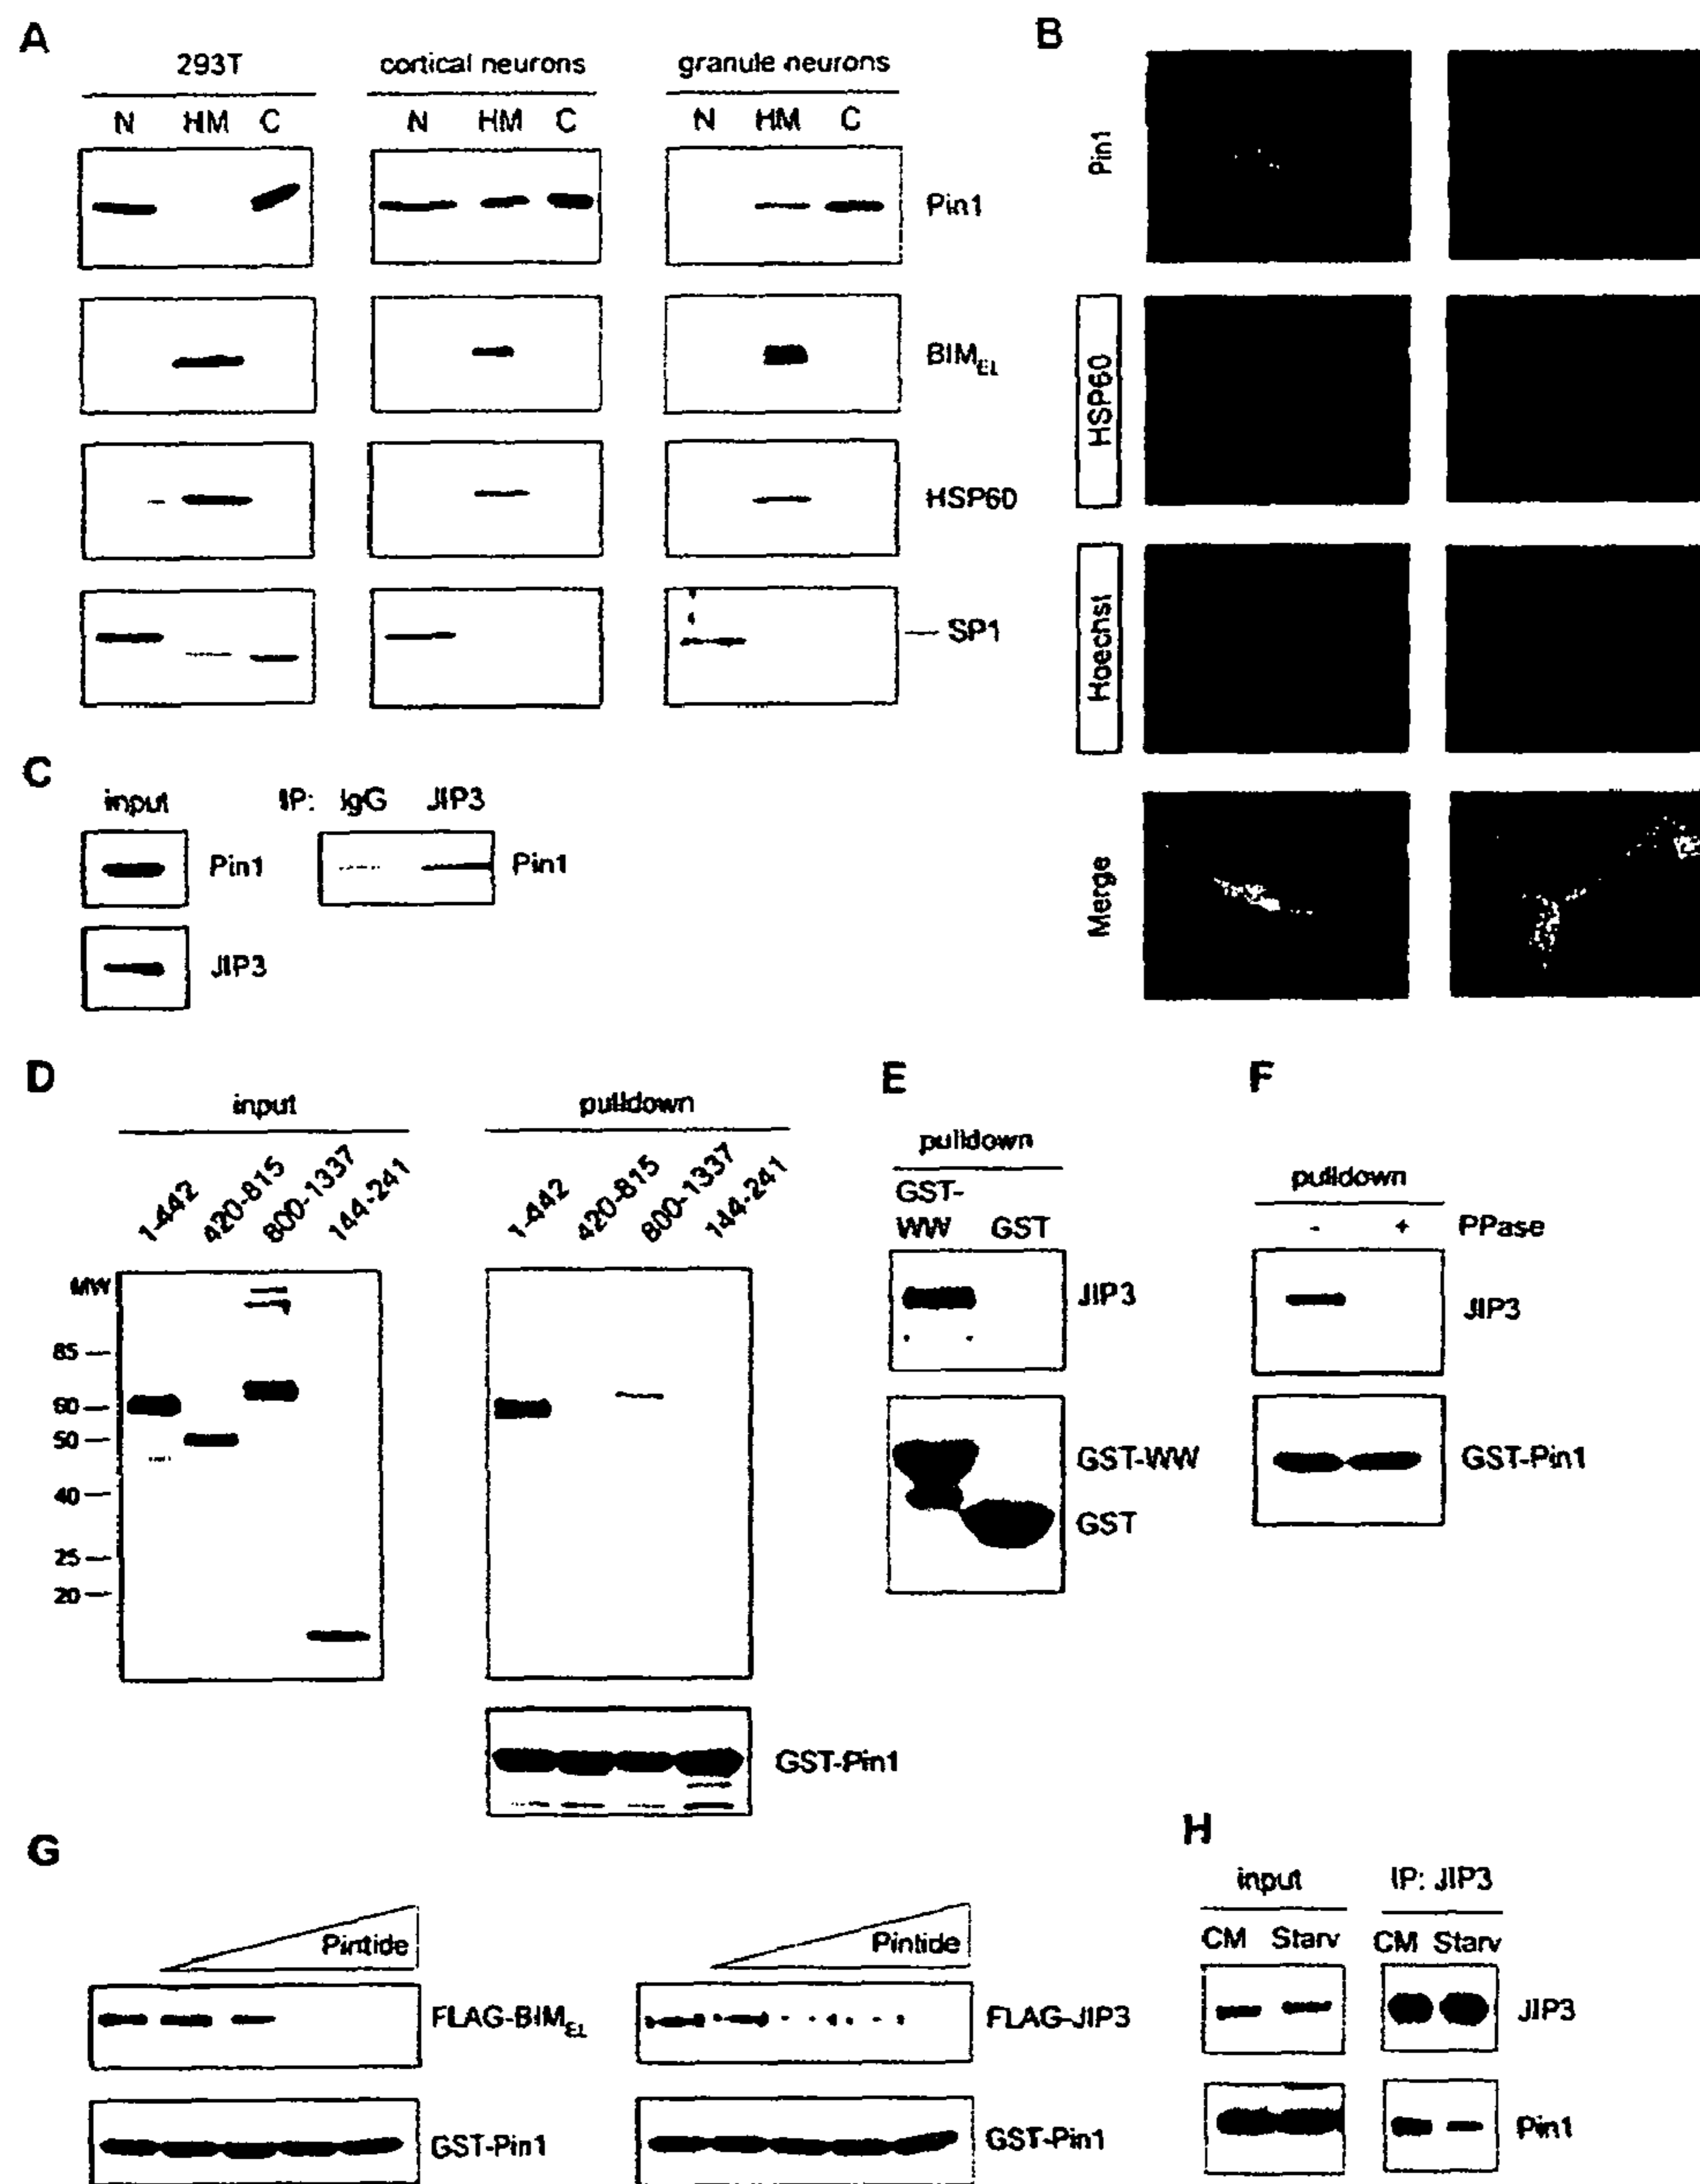 A
293T cortical neurons granule neurons
N HM C N HM C N HM C
Pin1
BIMEL
HSP60
SP1
B
Pin1
HSP60
Hoechst
Merge
C
input IP: IgG JIP3
Pin1 Pin1
JIP3
D
input pulldown
1-442 420-815 800-1337 144-241 1-442 420-815 800-1337 144-241
MW
85
60
50
40
25
20
GST-Pin1
E
pulldown
GST-
WW GST
JIP3
GST-WW
GST
F
pulldown
- + PPase
JIP3
GST-Pin1
G
Pintide Pintide
FLAG-BIMEL FLAG-JIP3
GST-Pin1 GST-Pin1
H
input IP: JIP3
CM Starv CM Starv
JIP3
Pin1